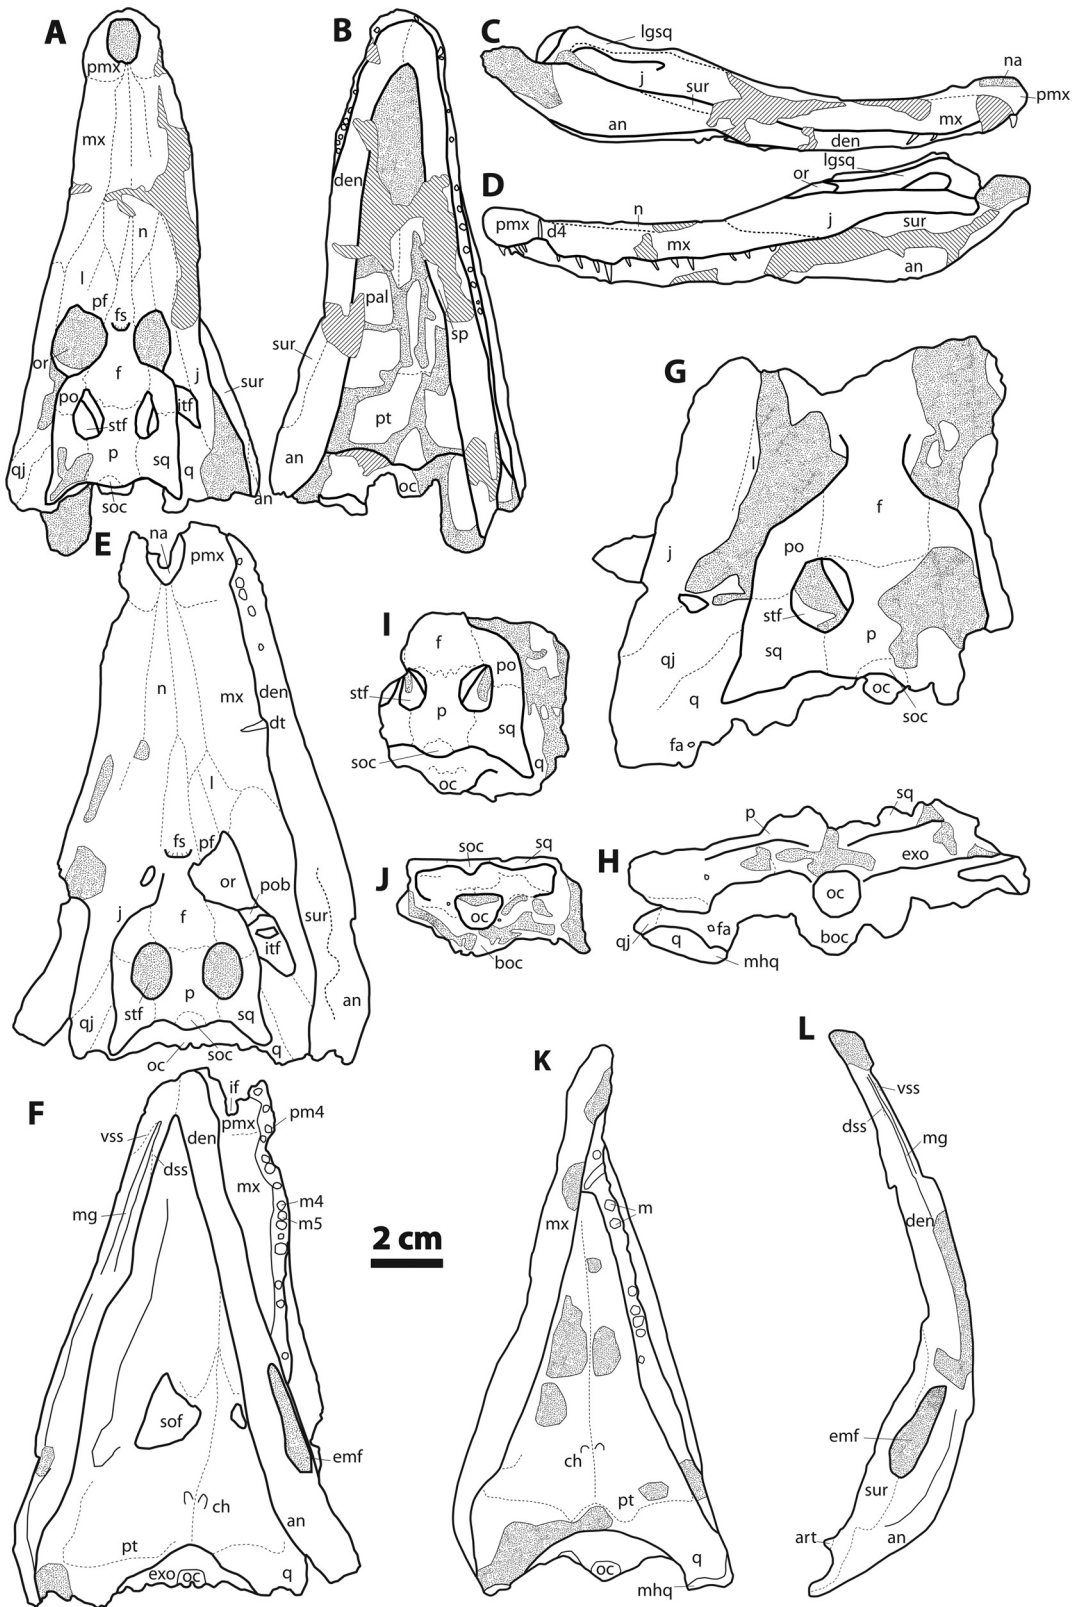 A
pmx
mx
n
l
pf
fs
or
f
j
sur
po
itf
stf
p
sq
q
qj
soc
an
B
den
pal
sp
sur
pt
an
oc
C
lgsq
j
sur
an
den
mx
na
pmx
D
lgsq
or
n
pmx
d4
mx
j
sur
an
E
na
pmx
n
mx
den
dt
l
fs
pf
or
pob
j
f
sur
itf
stf
p
sq
an
qj
soc
q
oc
F
if
pmx
pm4
vss
den
dss
mx
m4
m5
mg
sof
emf
ch
an
pt
exo
oc
q
2 cm
G
l
f
j
po
stf
p
sq
qj
q
oc
soc
fa
H
sq
p
exo
oc
qj
q
fa
boc
mhq
I
f
po
stf
p
sq
soc
oc
q
J
soc
sq
oc
boc
K
mx
m
ch
pt
q
oc
mhq
L
vss
dss
mg
den
emf
sur
art
an